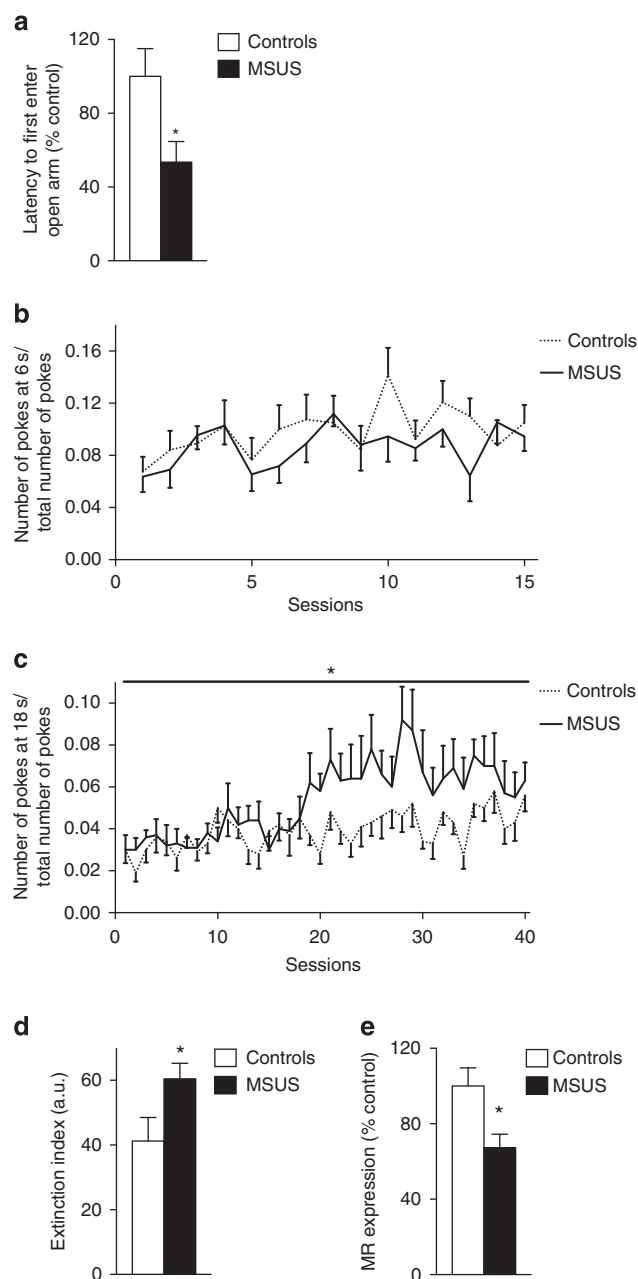 a
Latency to first enter
open arm (% control)
120
80
40
0
*
Controls
MSUS
b
Number of pokes at 6 s/
total number of pokes
0.16
0.12
0.08
0.04
0.00
0
5
10
15
Sessions
Controls
MSUS
c
Number of pokes at 18 s/
total number of pokes
0.10
0.08
0.06
0.04
0.02
0.00
*
0
10
20
30
40
Sessions
Controls
MSUS
d
Extinction index (a.u.)
60
40
20
0
*
Controls
MSUS
e
MR expression (% control)
120
80
40
0
*
Controls
MSUS